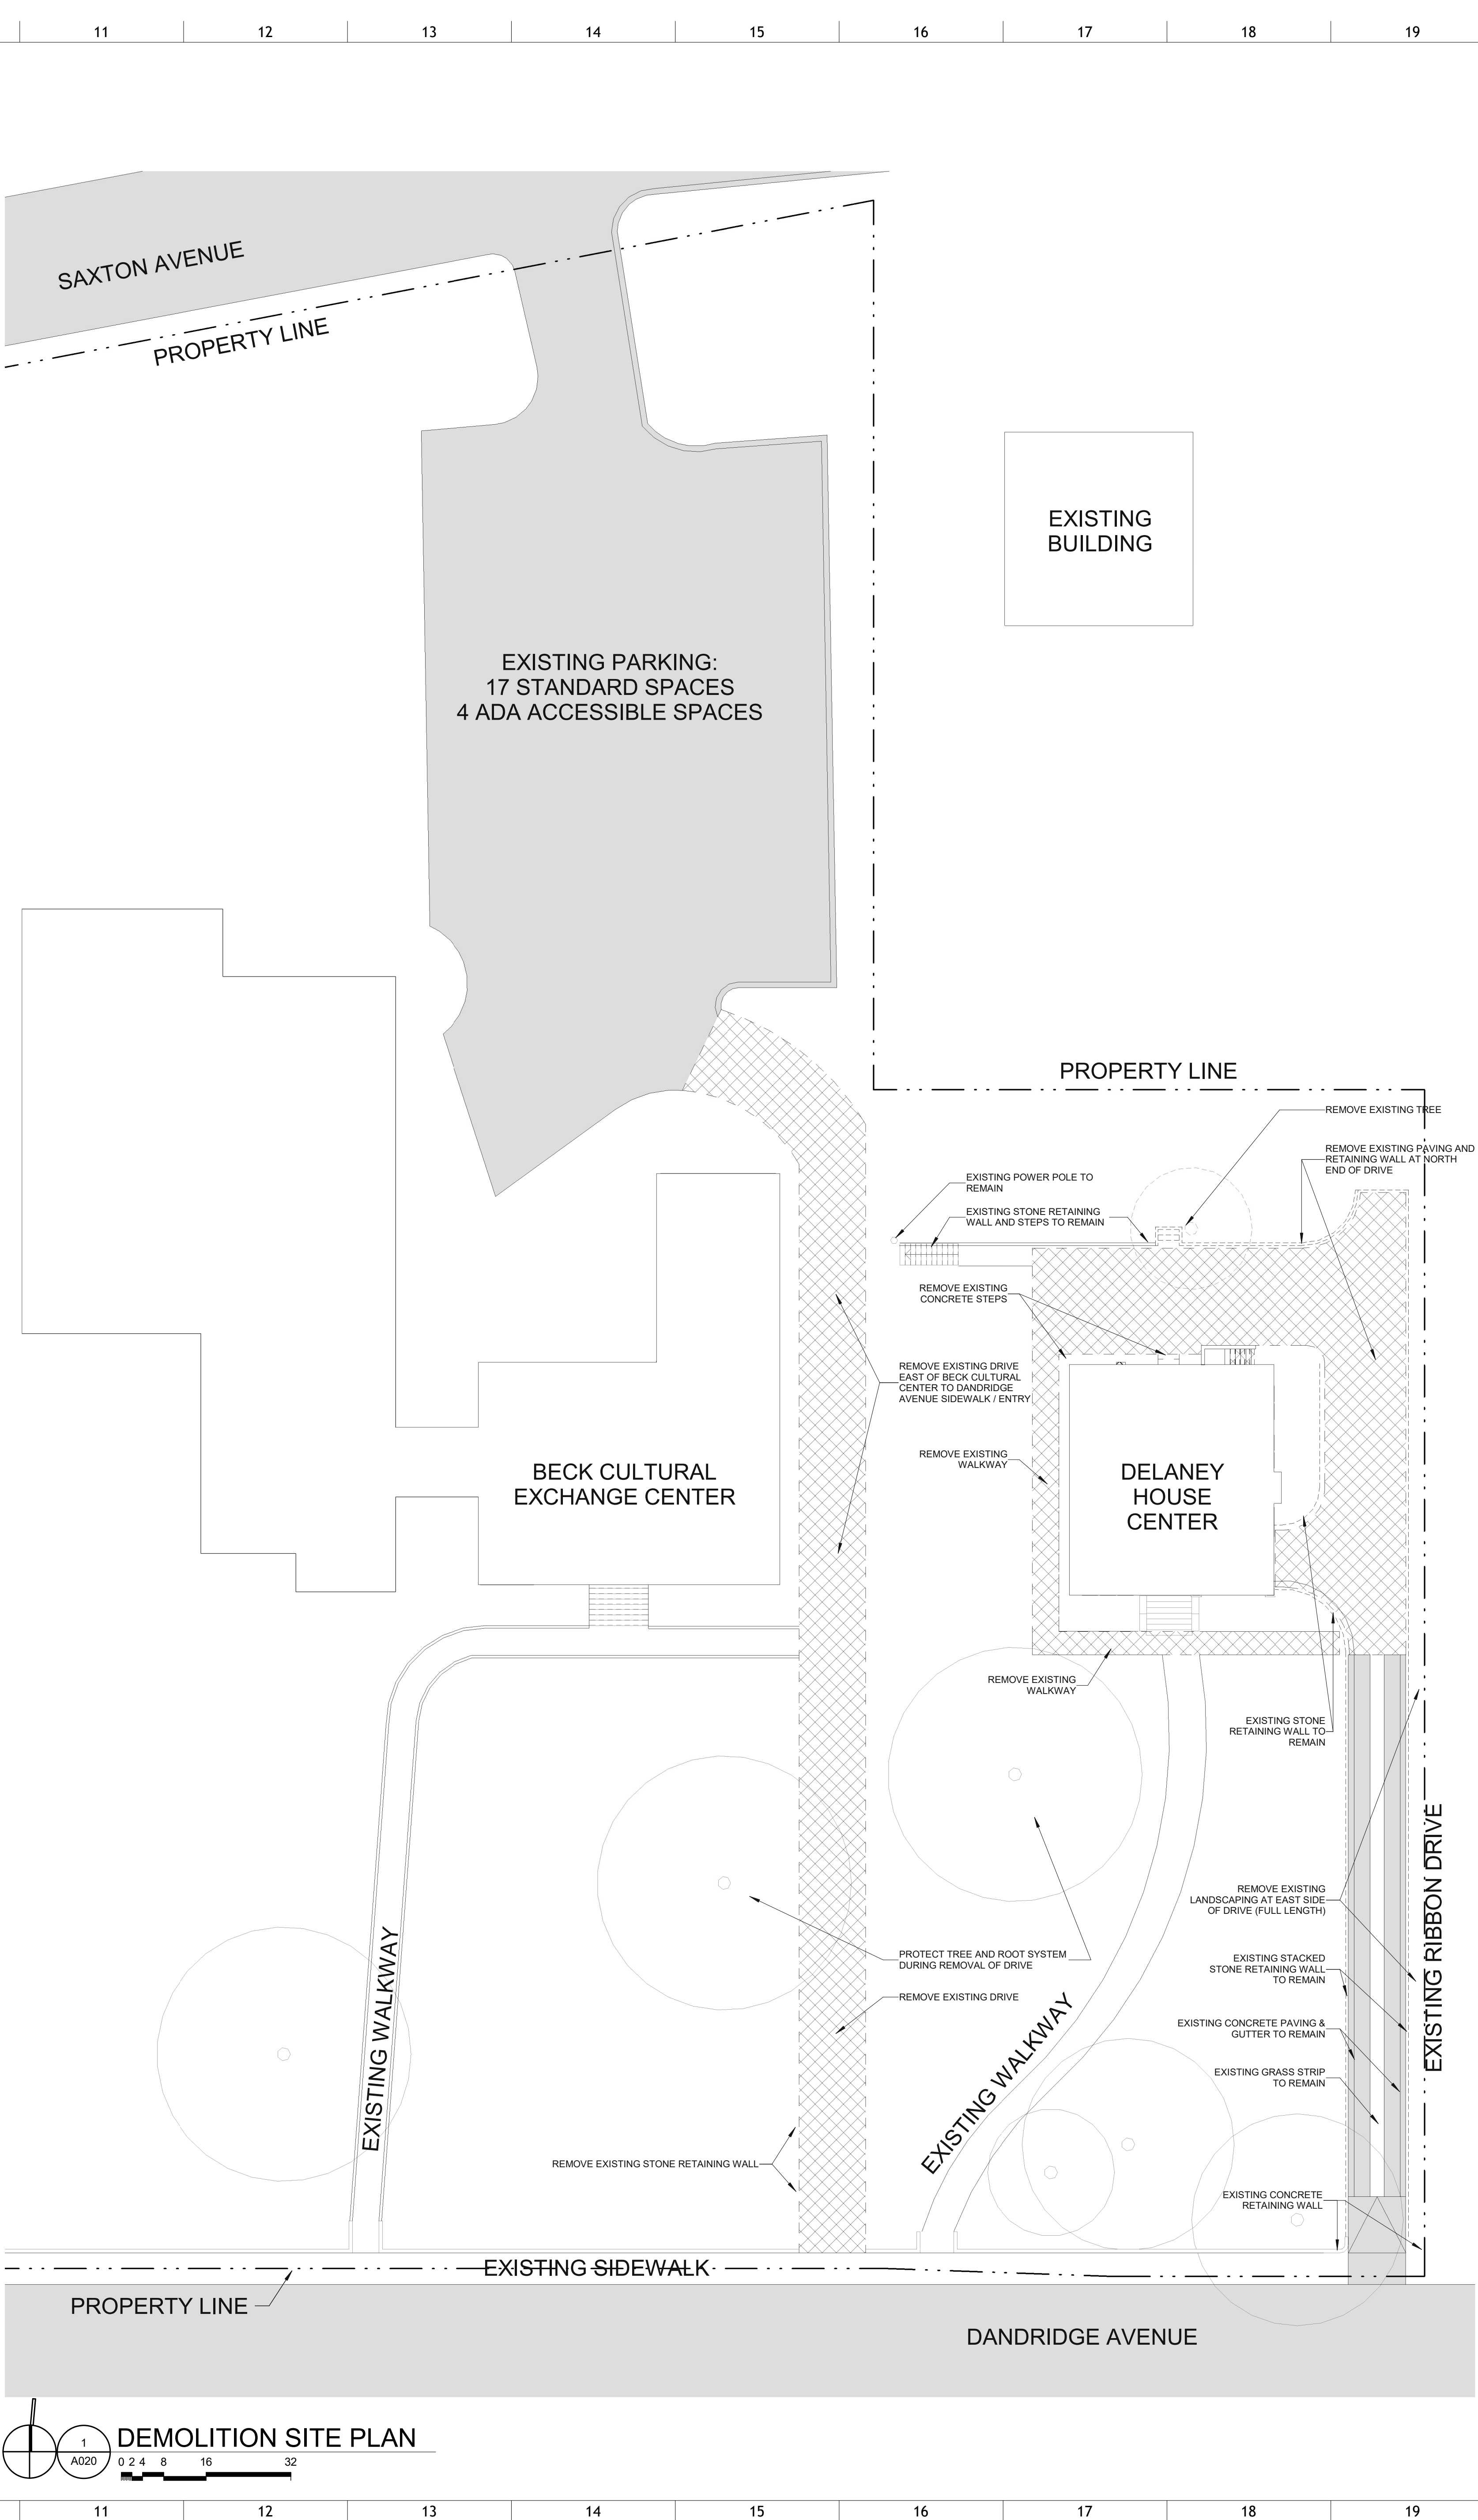 11 12 13 14 15 16 17 18 19
SAXTON AVENUE
PROPERTY LINE
EXISTING
BUILDING
EXISTING PARKING:
17 STANDARD SPACES
4 ADA ACCESSIBLE SPACES
PROPERTY LINE
REMOVE EXISTING TREE
REMOVE EXISTING PAVING AND
RETAINING WALL AT NORTH
END OF DRIVE
EXISTING POWER POLE TO
REMAIN
EXISTING STONE RETAINING
WALL AND STEPS TO REMAIN
REMOVE EXISTING
CONCRETE STEPS
REMOVE EXISTING DRIVE
EAST OF BECK CULTURAL
CENTER TO DANDRIDGE
AVENUE SIDEWALK / ENTRY
REMOVE EXISTING
WALKWAY
BECK CULTURAL
EXCHANGE CENTER
DELANEY
HOUSE
CENTER
REMOVE EXISTING
WALKWAY
EXISTING STONE
RETAINING WALL TO
REMAIN
REMOVE EXISTING
LANDSCAPING AT EAST SIDE
OF DRIVE (FULL LENGTH)
EXISTING RIBBON DRIVE
PROTECT TREE AND ROOT SYSTEM
DURING REMOVAL OF DRIVE
EXISTING STACKED
STONE RETAINING WALL
TO REMAIN
REMOVE EXISTING DRIVE
EXISTING CONCRETE PAVING &
GUTTER TO REMAIN
EXISTING WALKWAY
EXISTING WALKWAY
EXISTING GRASS STRIP
TO REMAIN
REMOVE EXISTING STONE RETAINING WALL
EXISTING CONCRETE
RETAINING WALL
EXISTING SIDEWALK
PROPERTY LINE
DANDRIDGE AVENUE
1
A020
DEMOLITION SITE PLAN
0 2 4 8 16 32
11 12 13 14 15 16 17 18 19